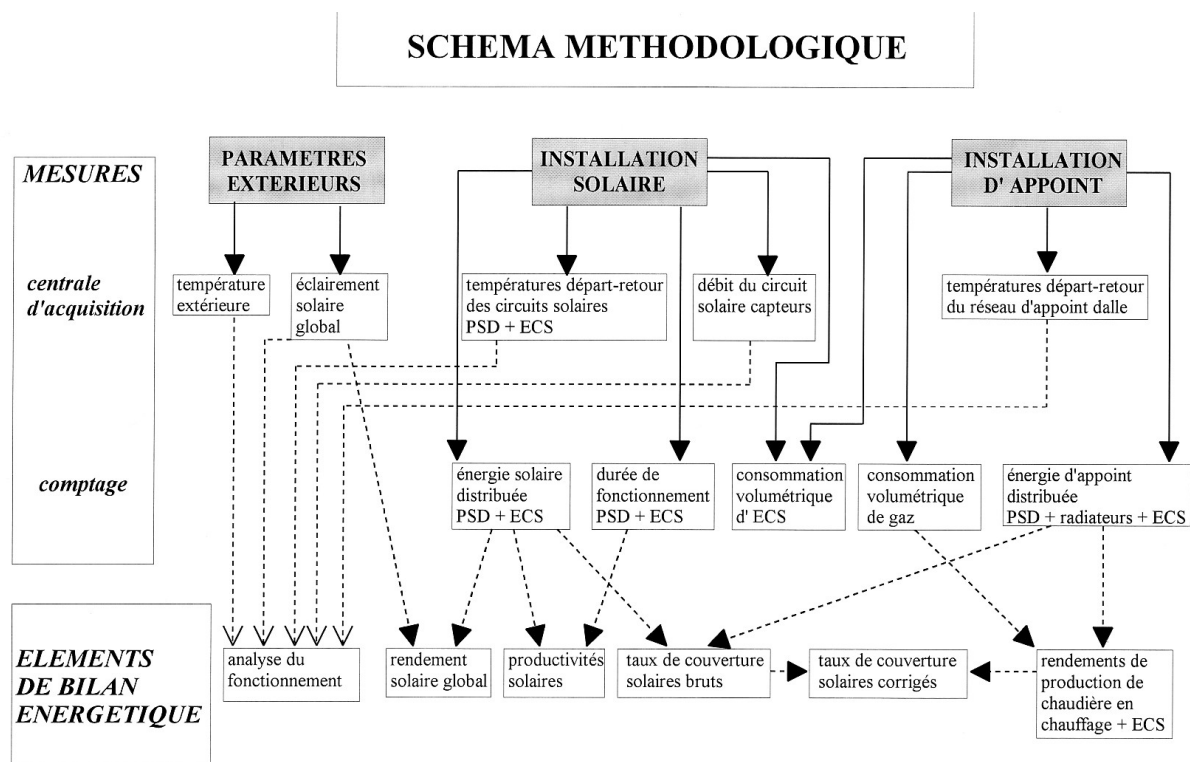 SCHEMA METHODOLOGIQUE
MESURES
PARAMETRES
EXTERIEURS
INSTALLATION
SOLAIRE
INSTALLATION
D' APPOINT
centrale
d'acquisition
température
extérieure
éclairement
solaire
global
températures départ-retour
des circuits solaires
PSD + ECS
débit du circuit
solaire capteurs
températures départ-retour
du réseau d'appoint dalle
comptage
énergie solaire
distribuée
PSD + ECS
durée de
fonctionnement
PSD + ECS
consommation
volumétrique
d' ECS
consommation
volumétrique
de gaz
énergie d'appoint
distribuée
PSD + radiateurs + ECS
ELEMENTS
DE BILAN
ENERGETIQUE
analyse du
fonctionnement
rendement
solaire global
productivités
solaires
taux de couverture
solaires bruts
taux de couverture
solaires corrigés
rendements de
production de
chaudière en
chauffage + ECS